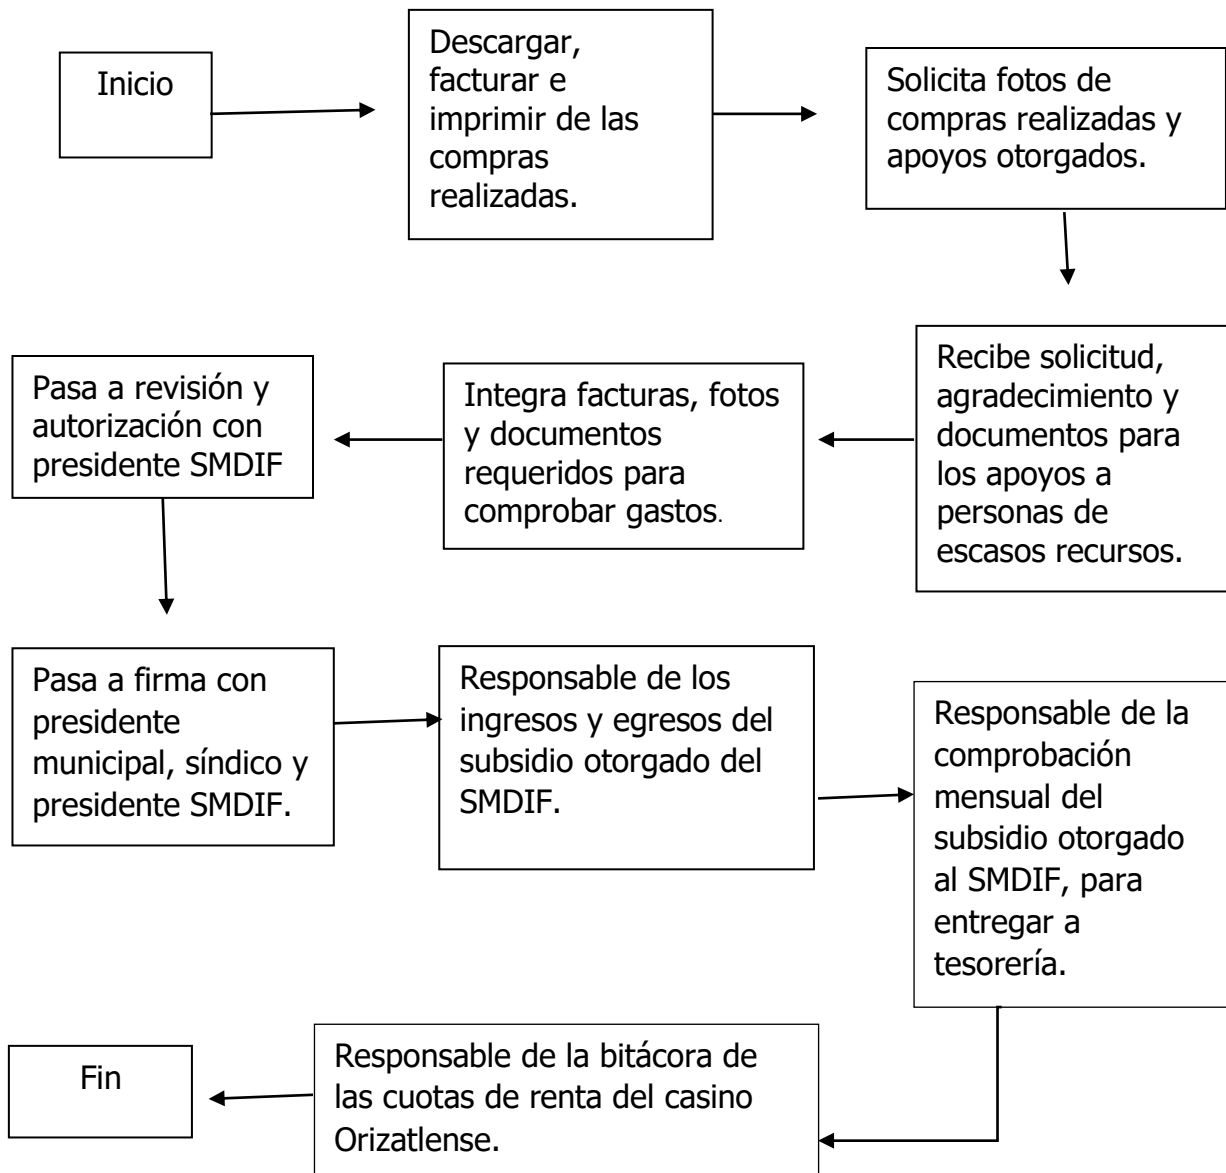 Inicio
Descargar,
facturar e
imprimir de las
compras
realizadas.
Solicita fotos de
compras realizadas y
apoyos otorgados.
Recibe solicitud,
agradecimiento y
documentos para
los apoyos a
personas de
escasos recursos.
Integra facturas, fotos
y documentos
requeridos para
comprobar gastos.
Pasa a revisión y
autorización con
presidente SMDIF
Pasa a firma con
presidente
municipal, síndico y
presidente SMDIF.
Responsable de los
ingresos y egresos del
subsidio otorgado del
SMDIF.
Responsable de la
comprobación
mensual del
subsidio otorgado
al SMDIF, para
entregar a
tesorería.
Responsable de la bitácora de
las cuotas de renta del casino
Orizatlense.
Fin